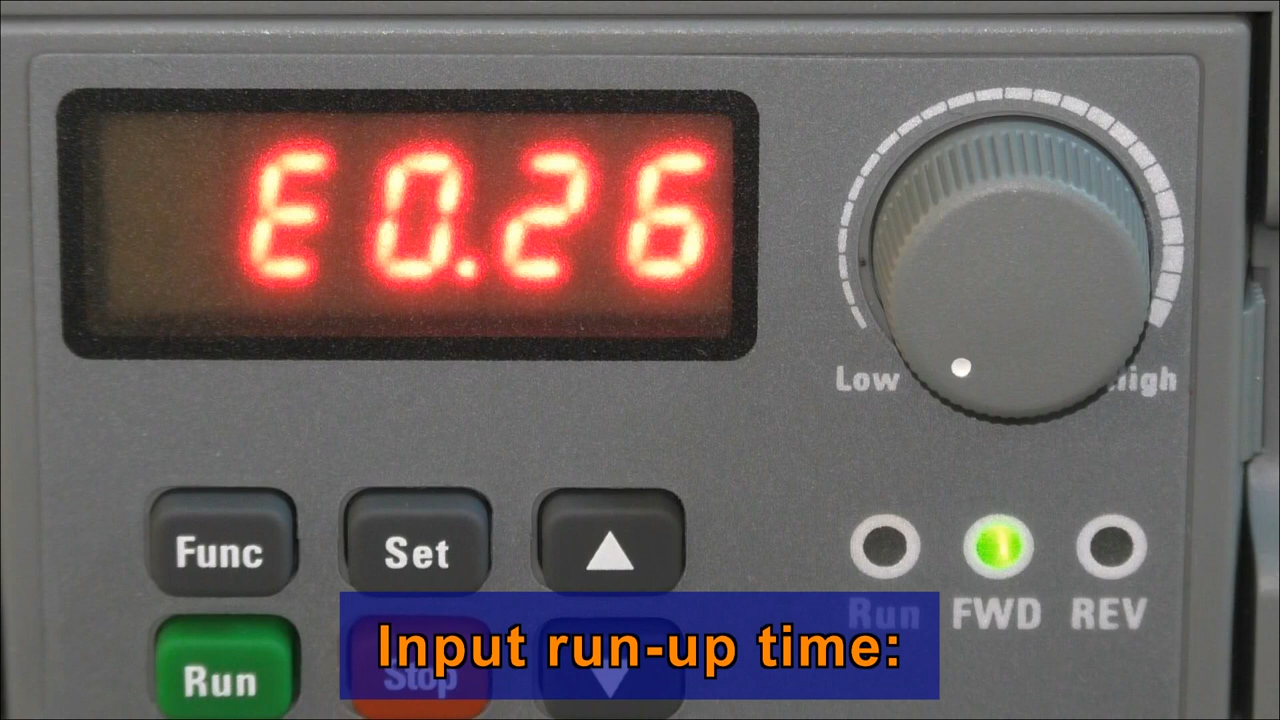 E0.26
Low High
Func Set
Run FWD REV
Run Stop
Input run-up time: